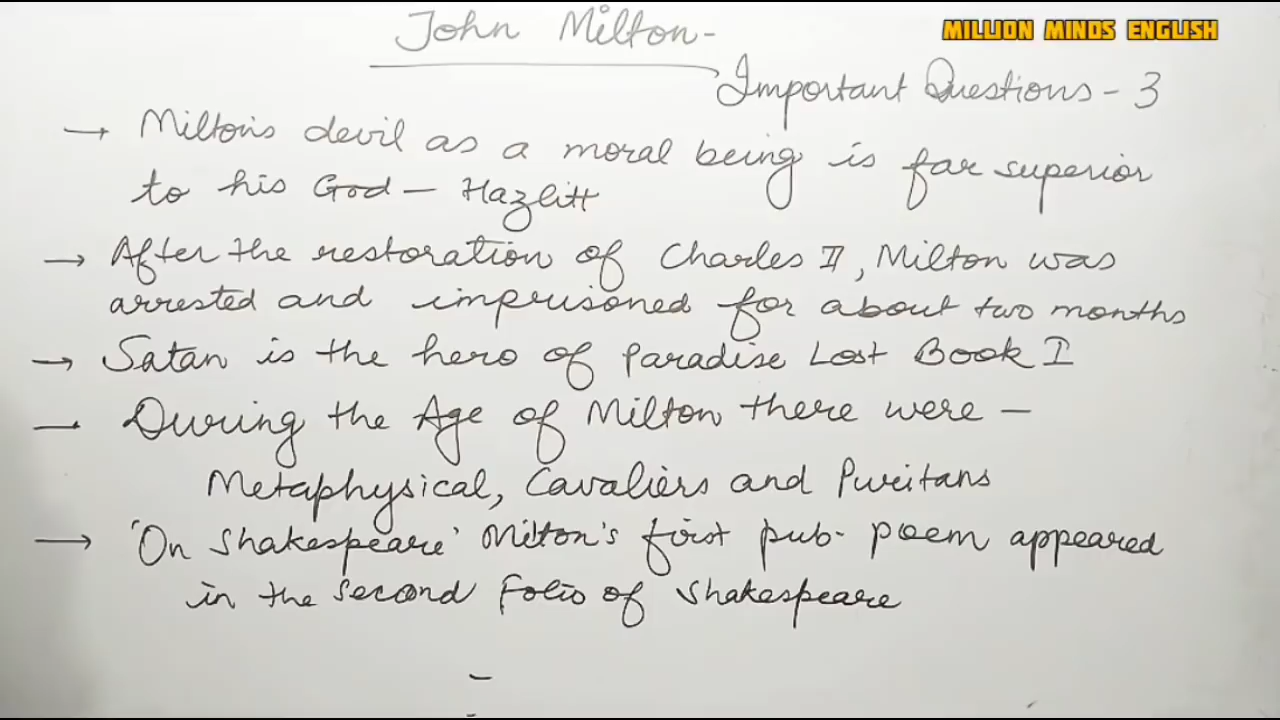 John Milton-
MILLION MINDS ENGLISH
Important Questions - 3
→ Milton's devil as a moral being is far superior
to his God - Hazlitt
→ After the restoration of Charles II, Milton was
arrested and imprisoned for about two months
→ Satan is the hero of Paradise Lost Book I
→ During the Age of Milton there were -
Metaphysical, Cavaliers and Puritans
→ 'On Shakespeare' Milton's first pub. poem appeared
in the Second Folio of Shakespeare